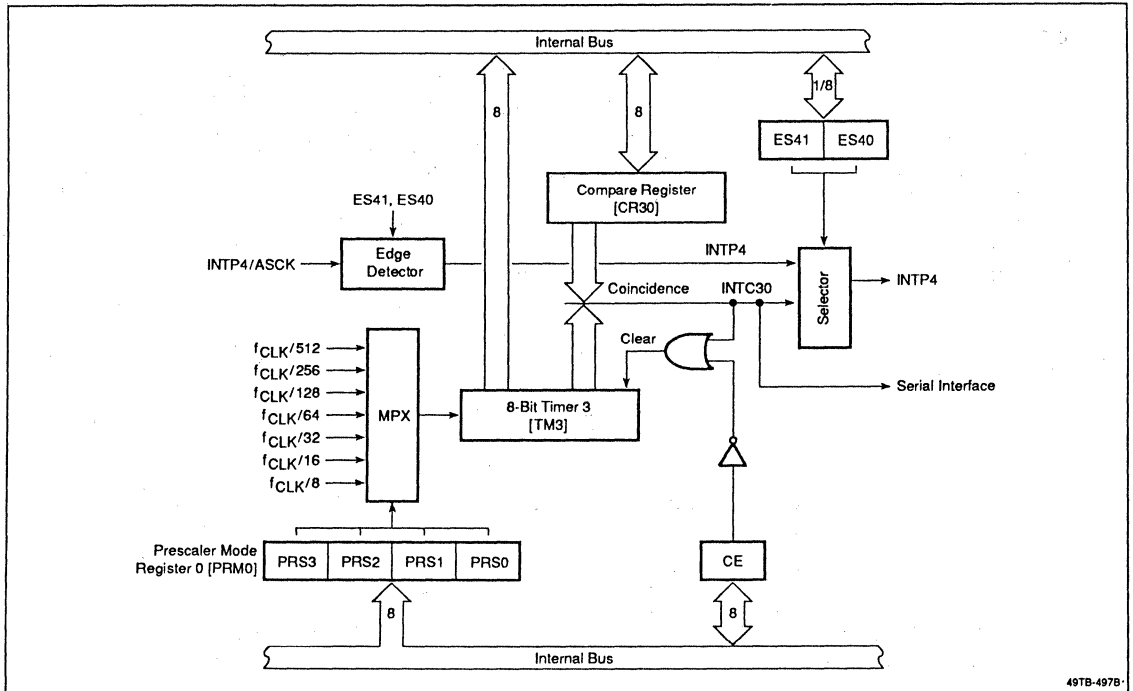 Internal Bus
8
8
1/8
ES41 ES40
Compare Register
[CR30]
ES41, ES40
INTP4/ASCK
Edge
Detector
INTP4
Selector
INTP4
Coincidence
INTC30
Clear
Serial Interface
fCLK/512
fCLK/256
fCLK/128
fCLK/64
fCLK/32
fCLK/16
fCLK/8
MPX
8-Bit Timer 3
[TM3]
Prescaler Mode
Register 0 [PRM0]
PRS3 PRS2 PRS1 PRS0
CE
8
8
Internal Bus
49TB-497B